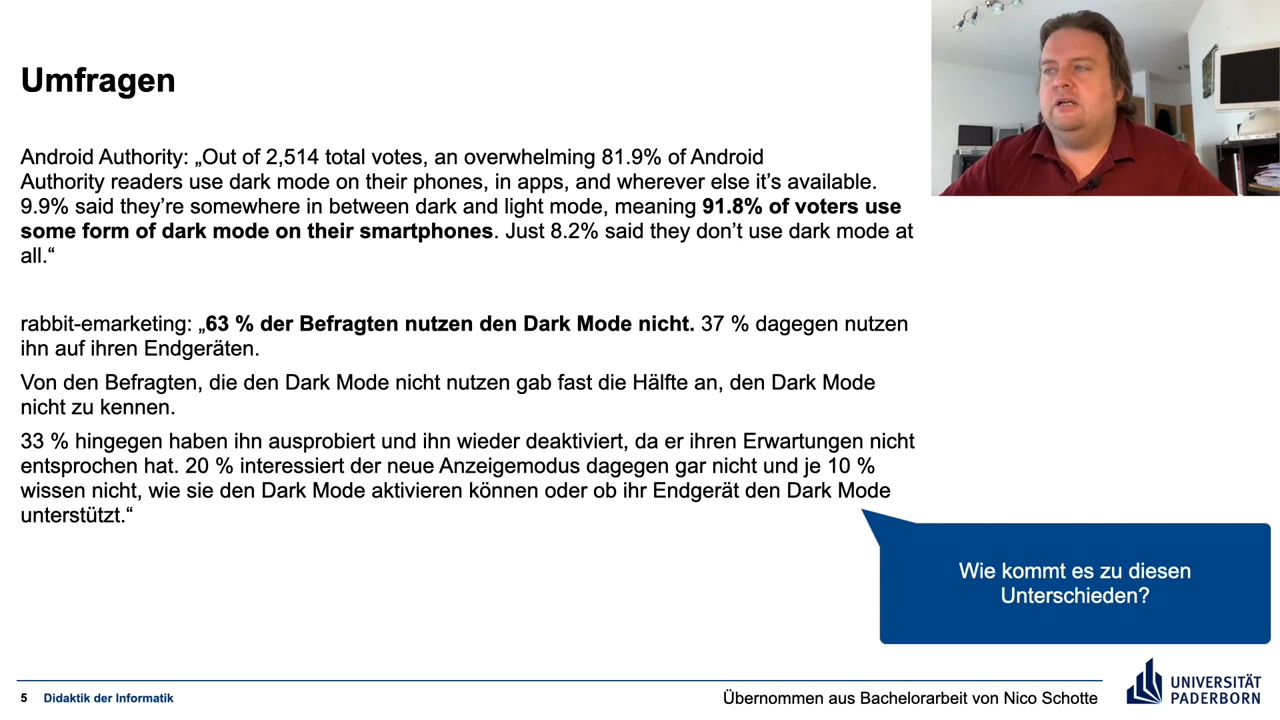 Umfragen
Android Authority: „Out of 2,514 total votes, an overwhelming 81.9% of Android
Authority readers use dark mode on their phones, in apps, and wherever else it’s available.
9.9% said they’re somewhere in between dark and light mode, meaning 91.8% of voters use
some form of dark mode on their smartphones. Just 8.2% said they don’t use dark mode at
all.“
rabbit-emarketing: „63 % der Befragten nutzen den Dark Mode nicht. 37 % dagegen nutzen
ihn auf ihren Endgeräten.
Von den Befragten, die den Dark Mode nicht nutzen gab fast die Hälfte an, den Dark Mode
nicht zu kennen.
33 % hingegen haben ihn ausprobiert und ihn wieder deaktiviert, da er ihren Erwartungen nicht
entsprochen hat. 20 % interessiert der neue Anzeigemodus dagegen gar nicht und je 10 %
wissen nicht, wie sie den Dark Mode aktivieren können oder ob ihr Endgerät den Dark Mode
unterstützt.“
Wie kommt es zu diesen
Unterschieden?
5 Didaktik der Informatik
Übernommen aus Bachelorarbeit von Nico Schotte
UNIVERSITÄT
PADERBORN